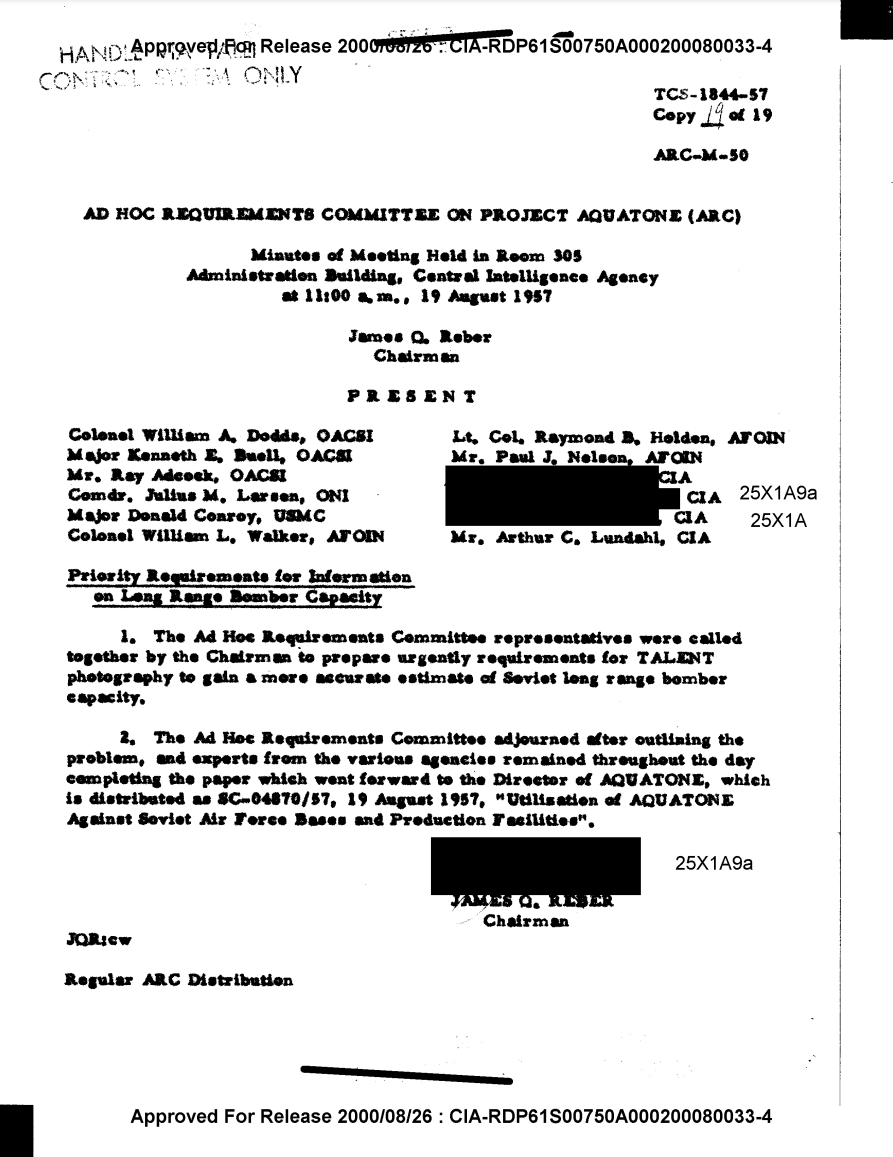 Approved For Release 2000/08/26 : CIA-RDP61S00750A000200080033-4
HANDLE VIA
CONTROL SYSTEM ONLY
TCS-1844-57
Copy 19 of 19
ARC-M-50
AD HOC REQUIREMENTS COMMITTEE ON PROJECT AQUATONE (ARC)
Minutes of Meeting Held in Room 305
Administration Building, Central Intelligence Agency
at 11:00 a.m., 19 August 1957
James Q. Reber
Chairman
PRESENT
Colonel William A. Dodds, OACSI
Major Kenneth E. Buell, OACSI
Mr. Ray Adcock, OACSI
Comdr. Julius M. Larsen, ONI
Major Donald Conroy, USMC
Colonel William L. Walker, AFOIN
Lt. Col. Raymond B. Holden, AFOIN
Mr. Paul J. Nelson, AFOIN
CIA
CIA 25X1A9a
, CIA 25X1A
Mr. Arthur C. Lundahl, CIA
Priority Requirements for Information
on Long Range Bomber Capacity
1. The Ad Hoc Requirements Committee representatives were called
together by the Chairman to prepare urgently requirements for TALENT
photography to gain a more accurate estimate of Soviet long range bomber
capacity.
2. The Ad Hoc Requirements Committee adjourned after outlining the
problem, and experts from the various agencies remained throughout the day
completing the paper which went forward to the Director of AQUATONE, which
is distributed as SC-04870/57, 19 August 1957, "Utilization of AQUATONE
Against Soviet Air Force Bases and Production Facilities".
25X1A9a
JAMES Q. REBER
Chairman
JQR:cw
Regular ARC Distribution
Approved For Release 2000/08/26 : CIA-RDP61S00750A000200080033-4